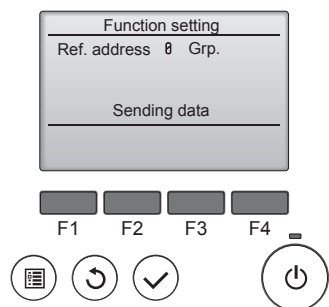 Function setting
Ref. address 0 Grp.
Sending data
F1 F2 F3 F4